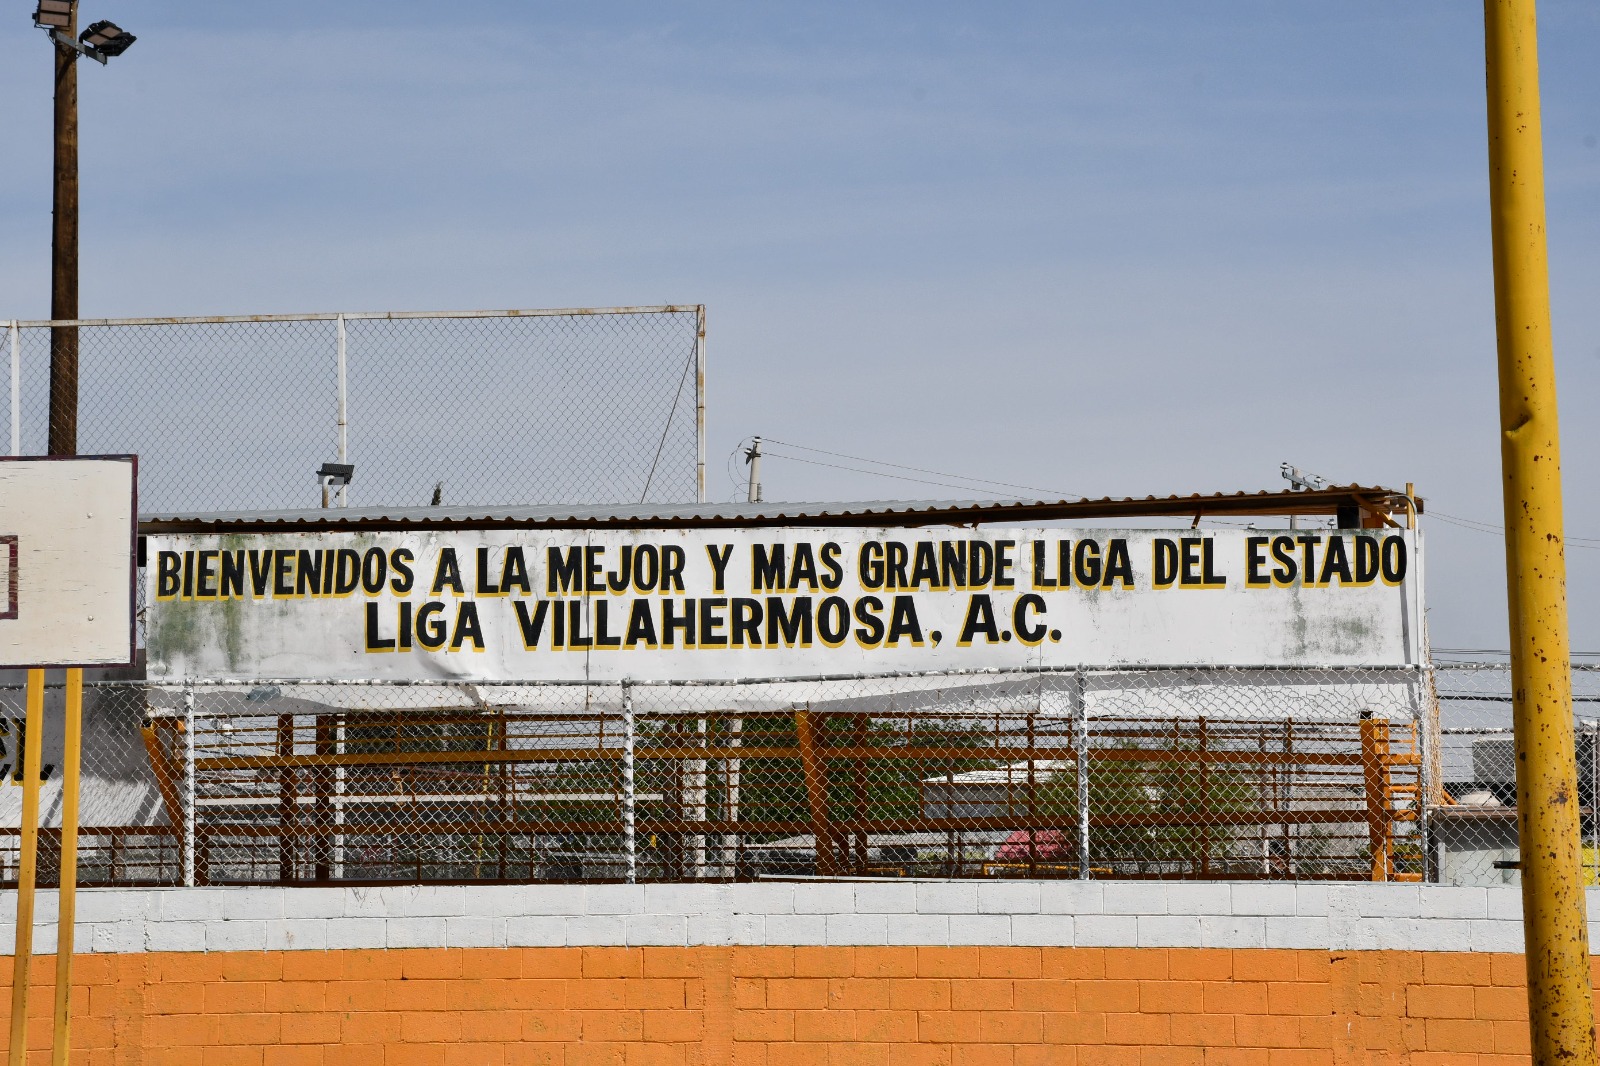 BIENVENIDOS A LA MEJOR Y MAS GRANDE LIGA DEL ESTADO
LIGA VILLAHERMOSA, A.C.